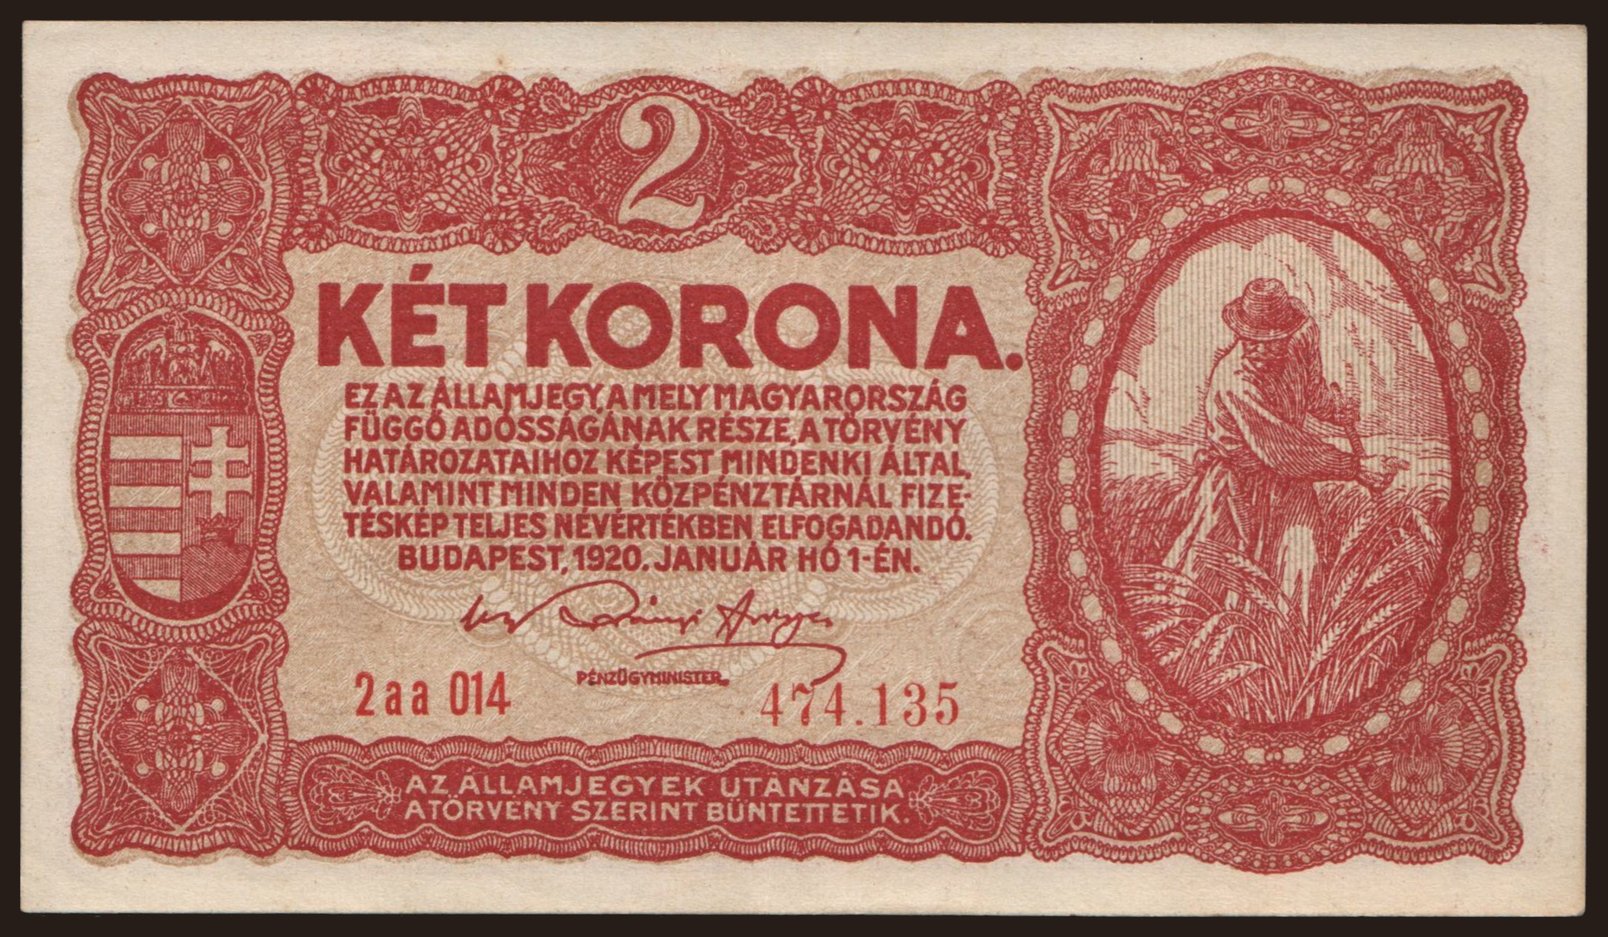 2
KÉT KORONA.
EZ AZ ÁLLAMJEGY, A MELY MAGYARORSZÁG
FÜGGŐ ADÓSSÁGÁNAK RÉSZE, A TÖRVÉNY
HATÁROZATAIHOZ KÉPEST MINDENKI ÁLTAL,
VALAMINT MINDEN KÖZPÉNZTÁRNÁL FIZE-
TÉSKÉP TELJES NÉVÉRTÉKBEN ELFOGADANDÓ.
BUDAPEST, 1920. JANUÁR HÓ 1-ÉN.
PÉNZÜGYMINISTER.
2aa 014 474.135
AZ ÁLLAMJEGYEK UTÁNZÁSA
A TÖRVÉNY SZERINT BÜNTETTETIK.